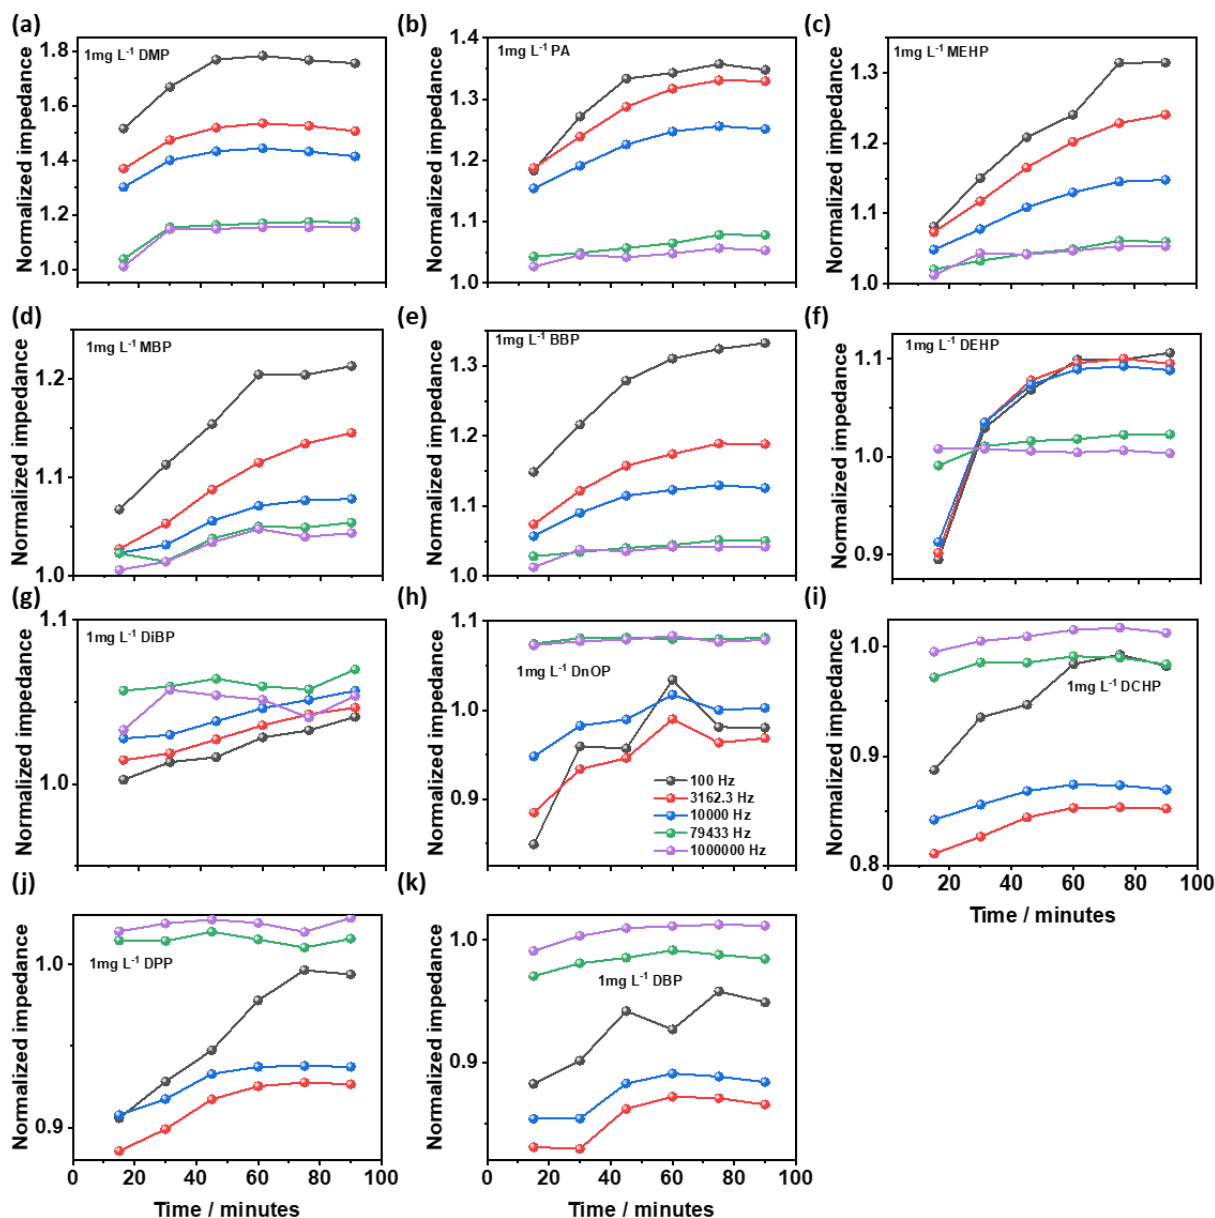 (a)
1mg L-1 DMP
1.8
1.6
1.4
1.2
1.0
Normalized impedance
(b)
1mg L-1 PA
1.4
1.3
1.2
1.1
1.0
Normalized impedance
(c)
1mg L-1 MEHP
1.3
1.2
1.1
1.0
Normalized impedance
(d)
1mg L-1 MBP
1.2
1.1
1.0
Normalized impedance
(e)
1mg L-1 BBP
1.3
1.2
1.1
1.0
Normalized impedance
(f)
1mg L-1 DEHP
1.1
1.0
0.9
Normalized impedance
(g)
1mg L-1 DiBP
1.1
1.0
Normalized impedance
(h)
1mg L-1 DnOP
1.1
1.0
0.9
Normalized impedance
100 Hz
3162.3 Hz
10000 Hz
79433 Hz
1000000 Hz
(i)
1mg L-1 DCHP
1.0
0.9
0.8
Normalized impedance
0 20 40 60 80 100
Time / minutes
(j)
1mg L-1 DPP
1.0
0.9
Normalized impedance
0 20 40 60 80 100
Time / minutes
(k)
1mg L-1 DBP
1.0
0.9
Normalized impedance
0 20 40 60 80 100
Time / minutes